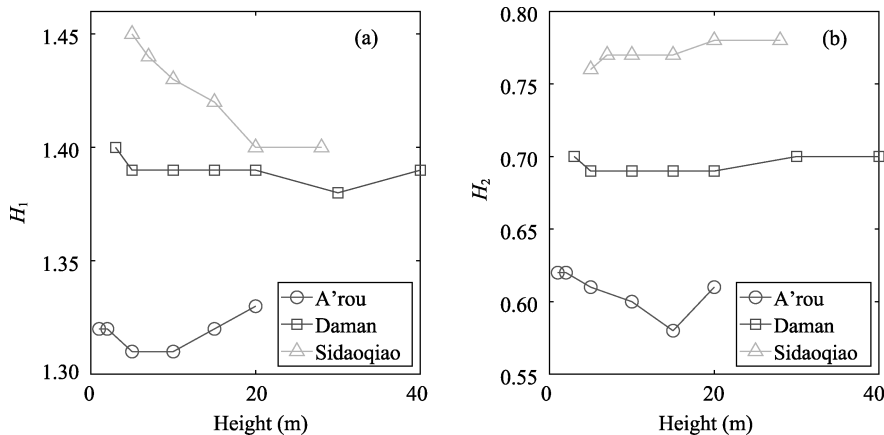 1.45
1.40
1.35
1.30
H1
0
20
40
Height (m)
(a)
A’rou
Daman
Sidaoqiao
0.80
0.75
0.70
0.65
0.60
0.55
H2
0
20
40
Height (m)
(b)
A’rou
Daman
Sidaoqiao